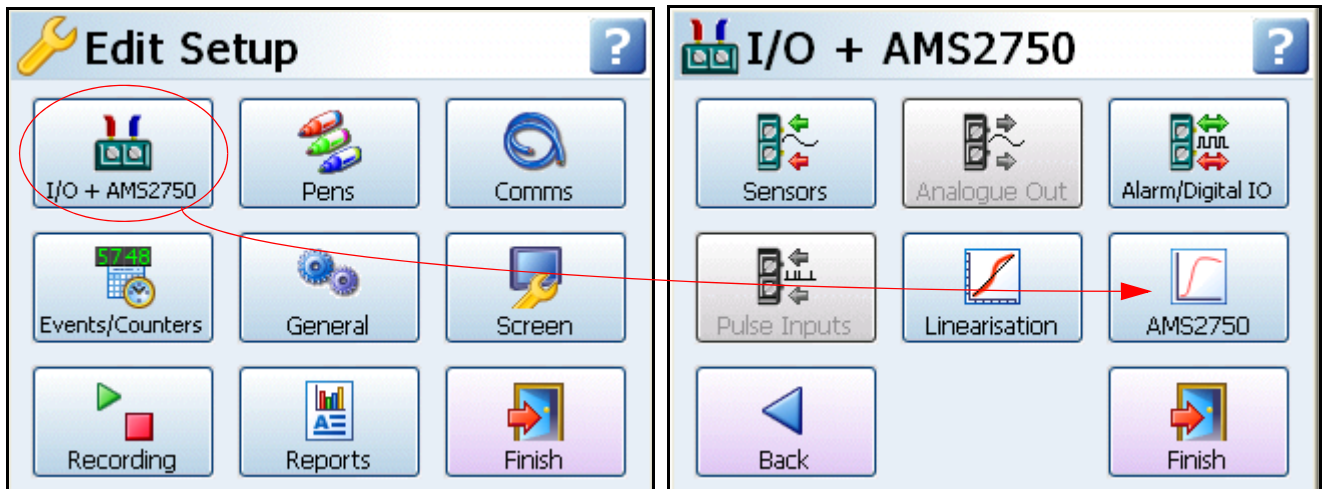 Edit Setup
?
I/O + AMS2750
Pens
Comms
57:48
Events/Counters
General
Screen
Recording
Reports
Finish
I/O + AMS2750
?
Sensors
Analogue Out
Alarm/Digital IO
Pulse Inputs
Linearisation
AMS2750
Back
Finish